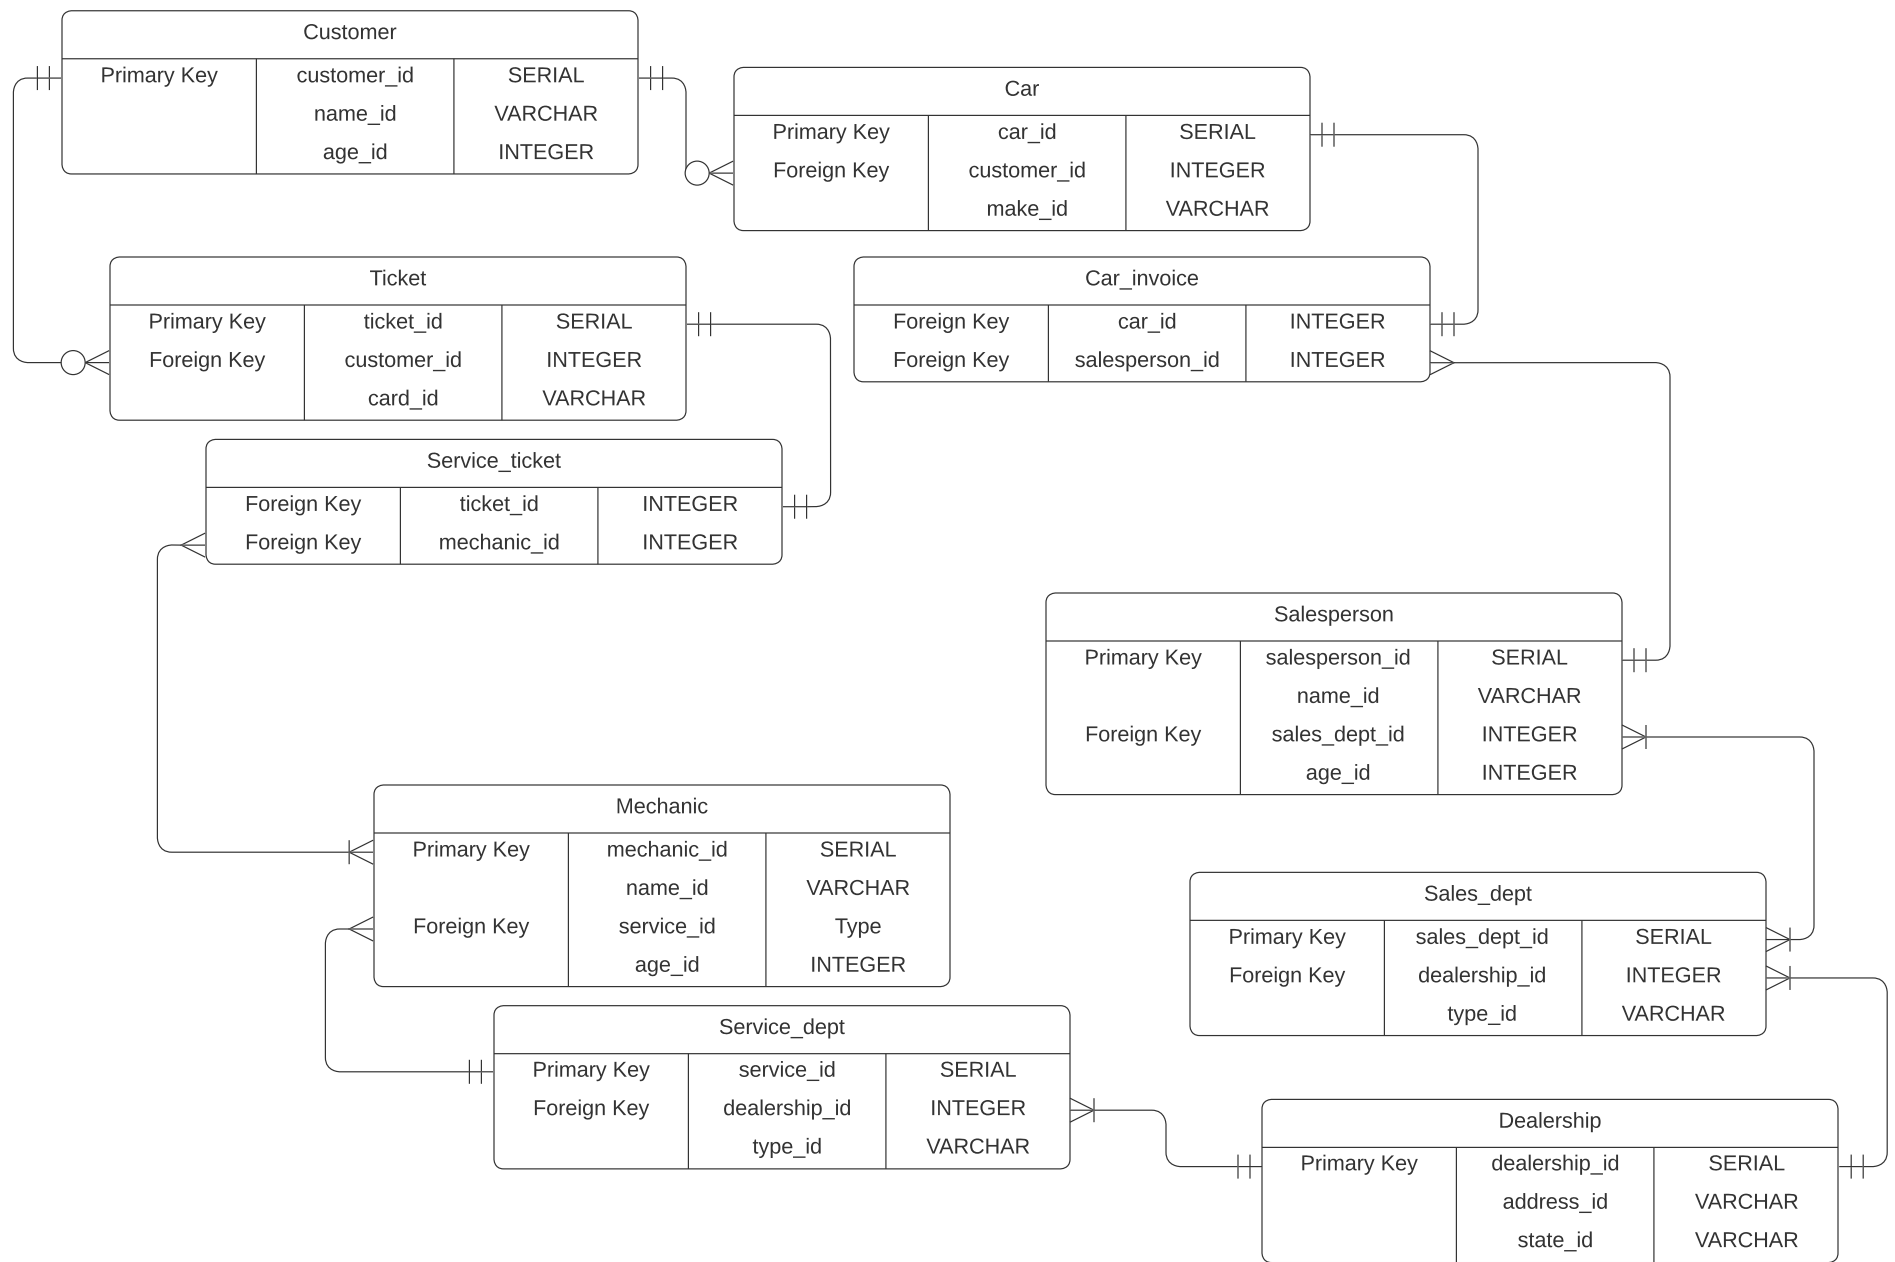 Customer
Primary Key customer_id SERIAL
name_id VARCHAR
age_id INTEGER
Car
Primary Key car_id SERIAL
Foreign Key customer_id INTEGER
make_id VARCHAR
Ticket
Primary Key ticket_id SERIAL
Foreign Key customer_id INTEGER
card_id VARCHAR
Car_invoice
Foreign Key car_id INTEGER
Foreign Key salesperson_id INTEGER
Service_ticket
Foreign Key ticket_id INTEGER
Foreign Key mechanic_id INTEGER
Salesperson
Primary Key salesperson_id SERIAL
name_id VARCHAR
Foreign Key sales_dept_id INTEGER
age_id INTEGER
Mechanic
Primary Key mechanic_id SERIAL
name_id VARCHAR
Foreign Key service_id Type
age_id INTEGER
Sales_dept
Primary Key sales_dept_id SERIAL
Foreign Key dealership_id INTEGER
type_id VARCHAR
Service_dept
Primary Key service_id SERIAL
Foreign Key dealership_id INTEGER
type_id VARCHAR
Dealership
Primary Key dealership_id SERIAL
address_id VARCHAR
state_id VARCHAR